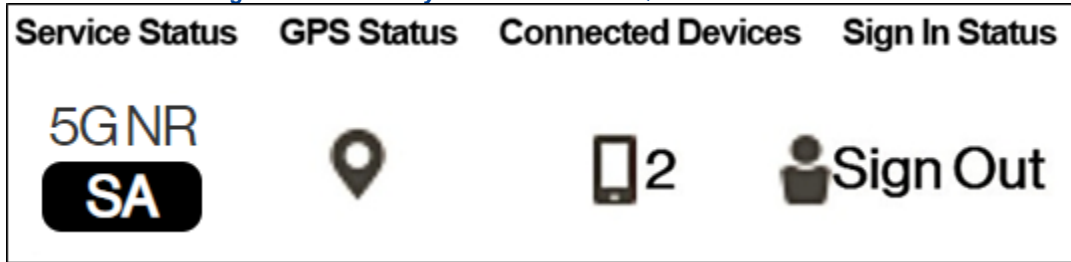 Service Status GPS Status Connected Devices Sign In Status
5G NR
SA
2
Sign Out